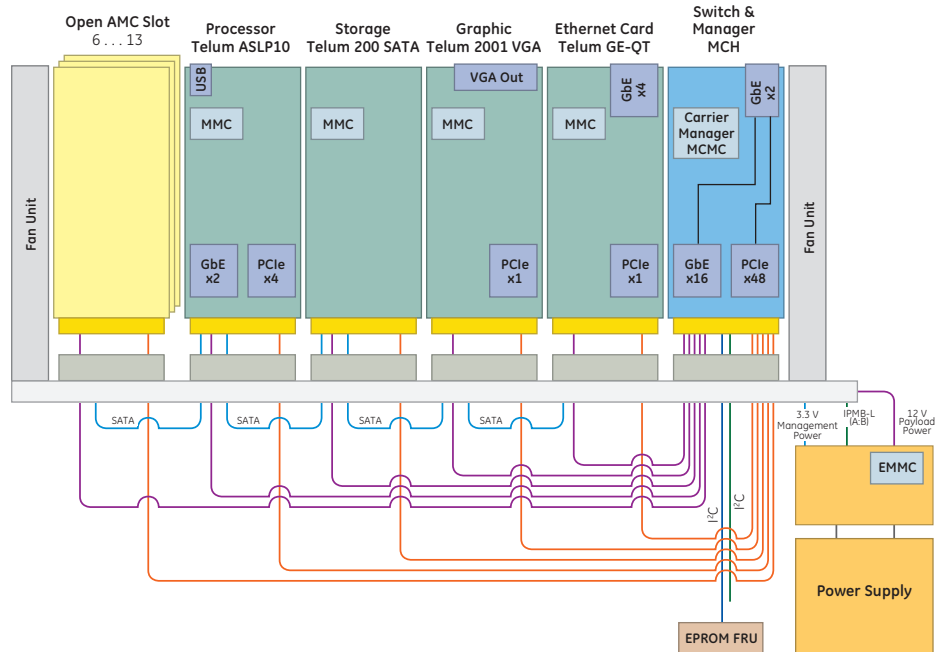 Open AMC Slot
6 . . . 13
Processor
Telum ASLP10
Storage
Telum 200 SATA
Graphic
Telum 2001 VGA
Ethernet Card
Telum GE-QT
Switch &
Manager
MCH
Fan Unit
USB
MMC
GbE
x2
PCIe
x4
MMC
VGA Out
MMC
PCIe
x1
GbE
x4
MMC
PCIe
x1
GbE
x2
Carrier
Manager
MCMC
GbE
x16
PCIe
x48
Fan Unit
SATA
SATA
SATA
SATA
3.3 V
Management
Power
IPMB-L
(A:B)
12 V
Payload
Power
EMMC
I²C
I²C
Power Supply
EPROM FRU